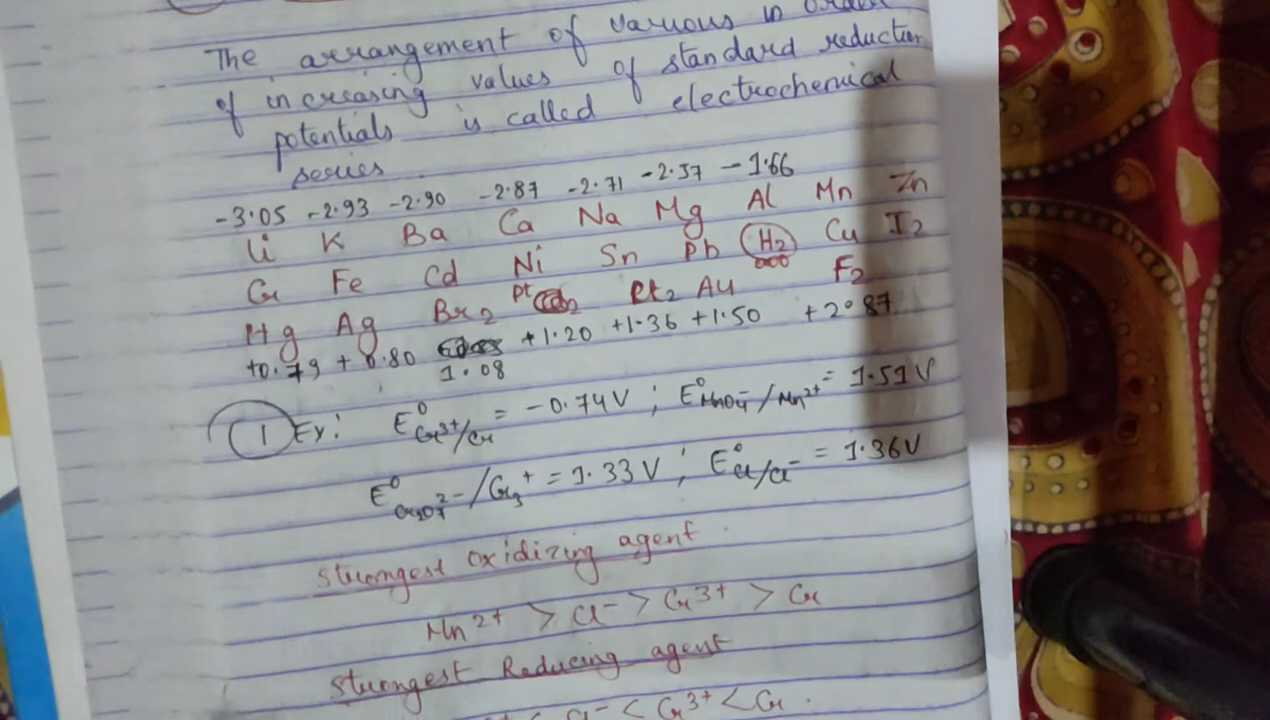 The arrangement of various in order
of increasing values of standard reduction
potentials is called electrochemical
series.
-3.05 -2.93 -2.90 -2.87 -2.71 -2.37 -1.66
Li K Ba Ca Na Mg Al Mn Zn
Cr Fe Cd Ni Sn Pb H2 Cu I2
0.00
Hg Ag Br2 Pt Au F2
+0.79 +0.80 +1.20 +1.36 +1.50 +2.87
1.08
1 Ex: E°Cr3+/Cr = -0.74V ; E°MnO4-/Mn2+ = 1.51V
= 1.33V ; E°Cl/Cl- = 1.36V
strongest oxidizing agent.
Mn2+ > Cl- > Cr3+ > Cr
strongest Reducing agent
Cl- < Cr3+ < Cr.